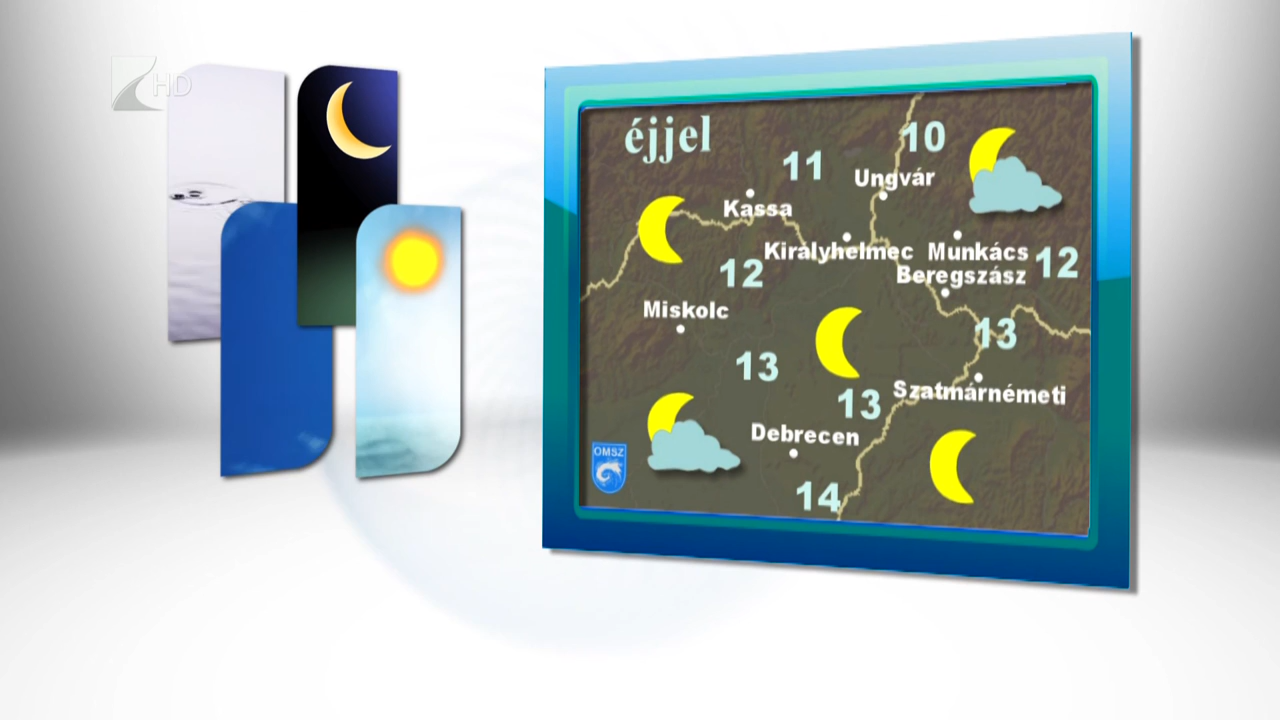 HD
éjjel
10
11
Ungvár
Kassa
Királyhelmec
Munkács
12
12
Beregszász
Miskolc
13
13
13
Szatmárnémeti
Debrecen
OMSZ
14